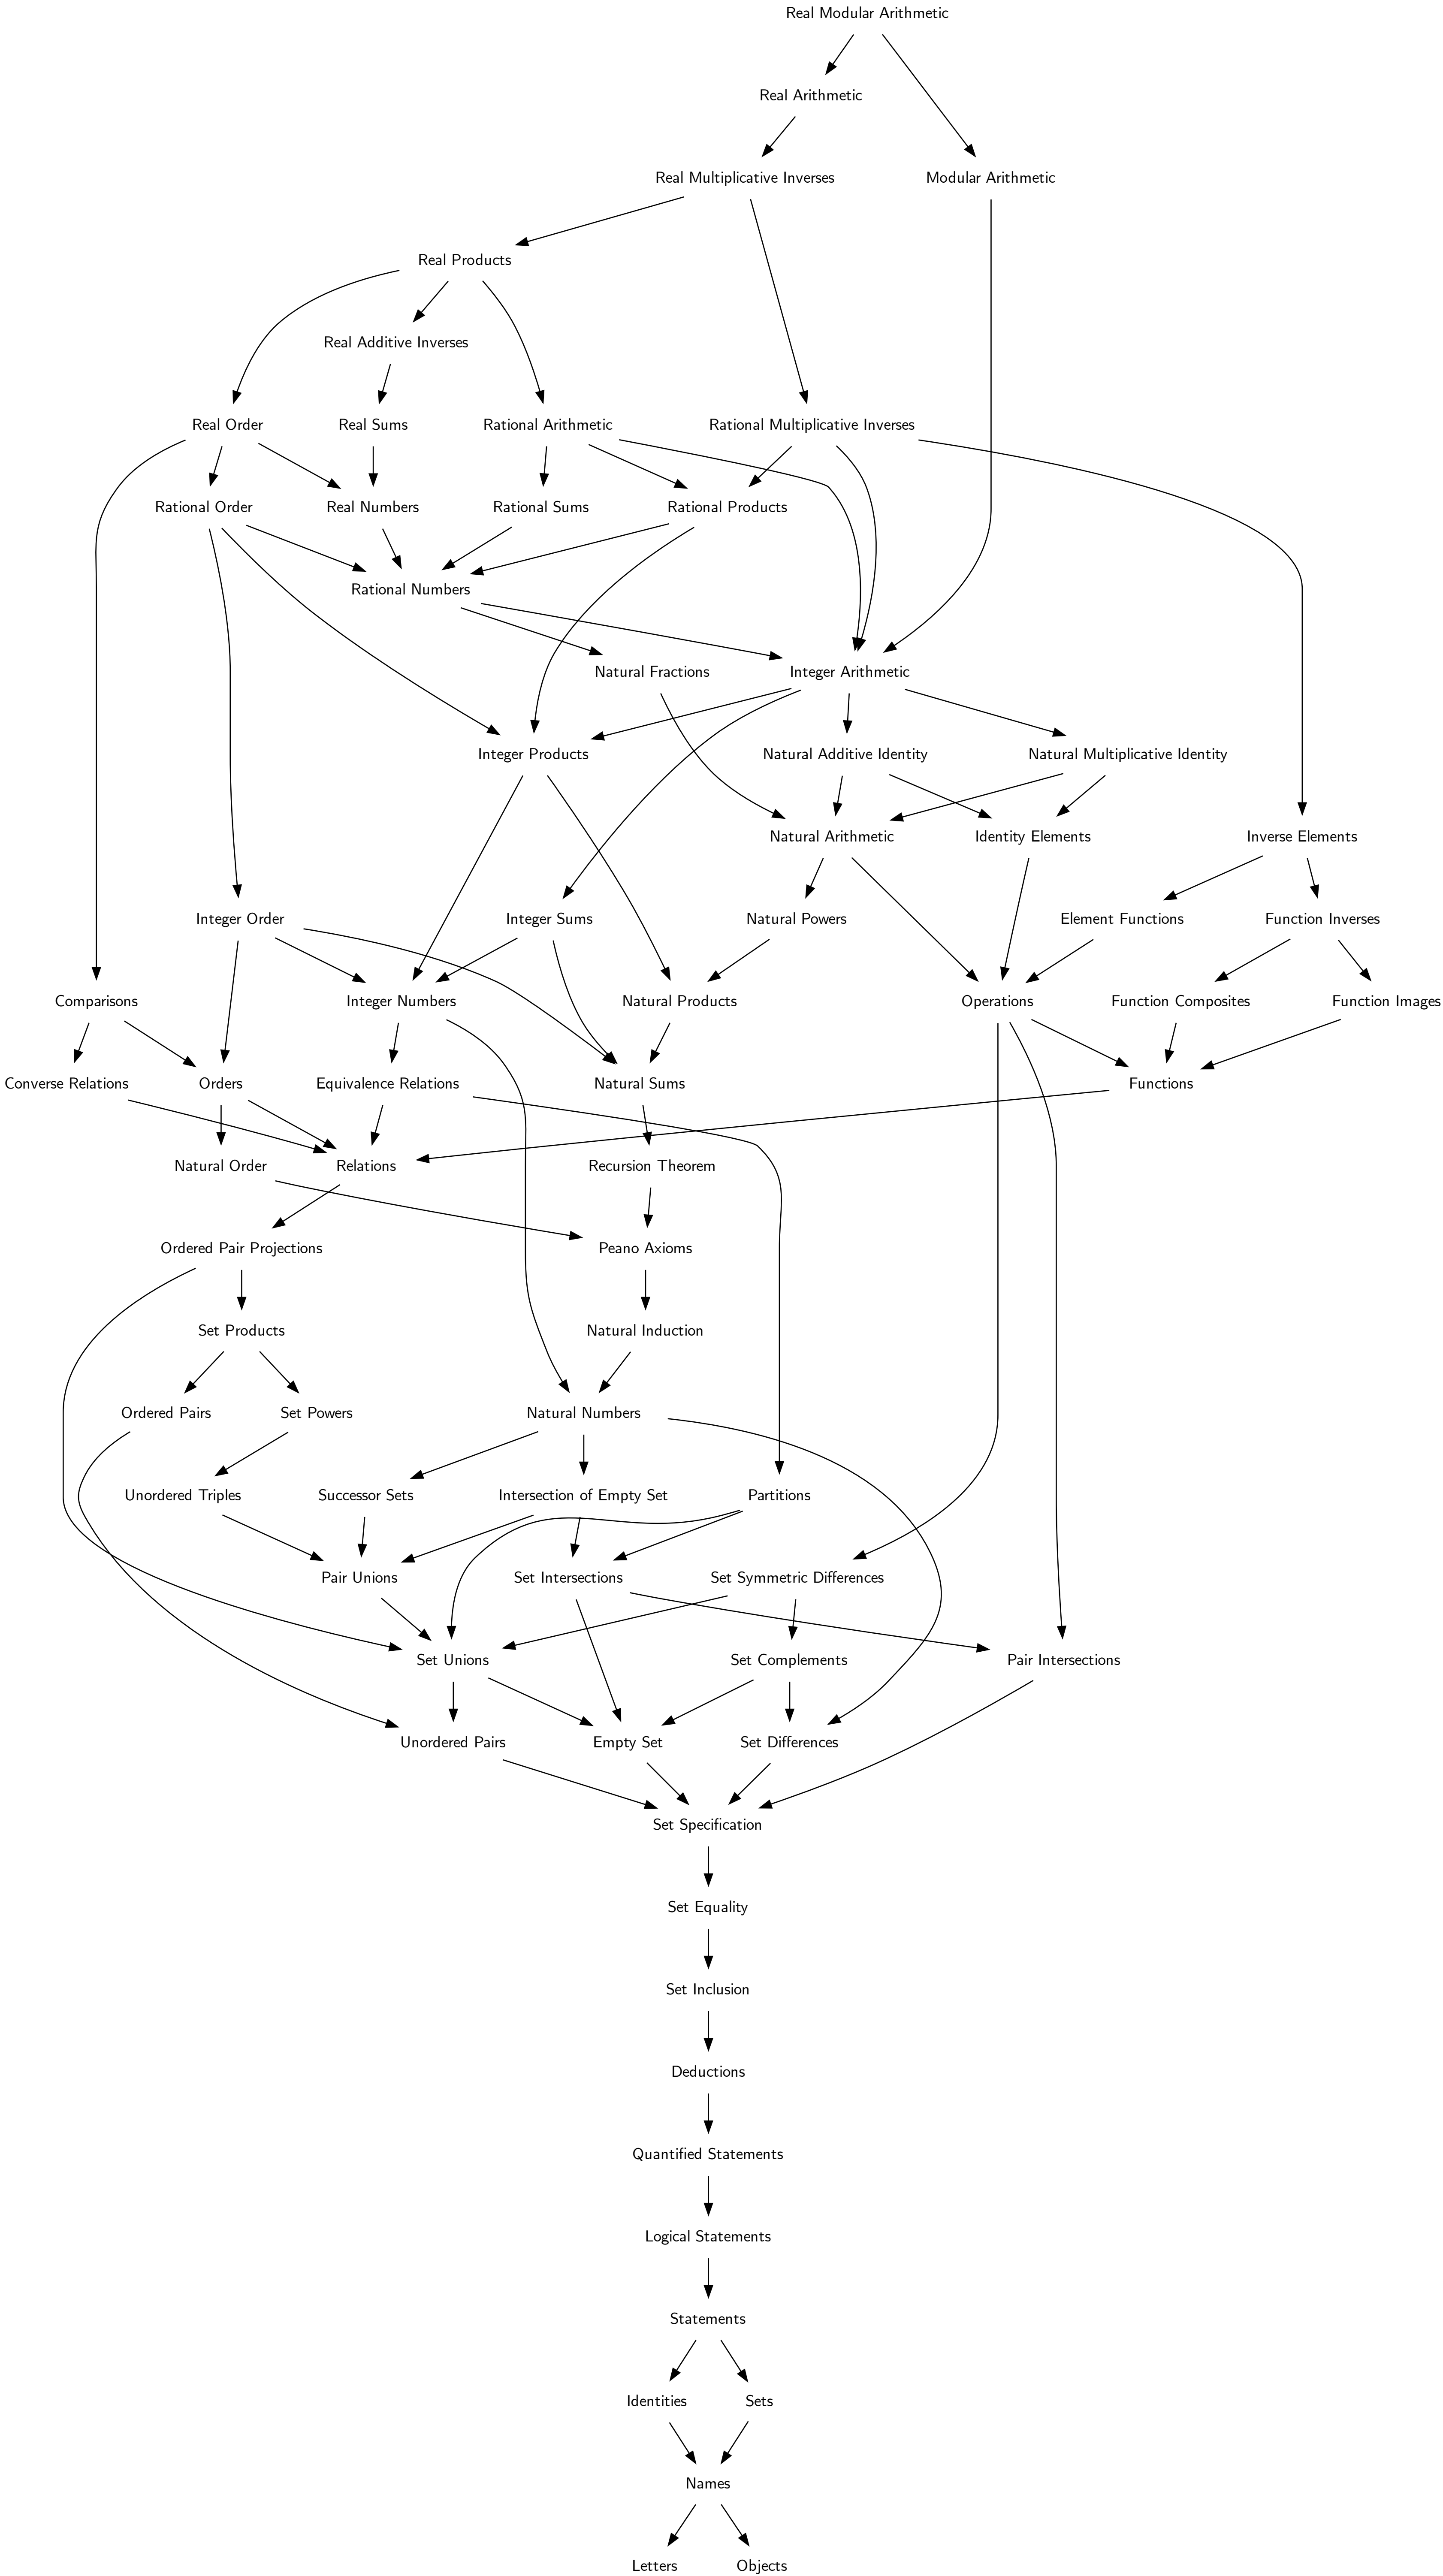 Real Modular Arithmetic
Real Arithmetic
Real Multiplicative Inverses
Modular Arithmetic
Real Products
Real Additive Inverses
Real Order
Real Sums
Rational Arithmetic
Rational Multiplicative Inverses
Rational Order
Real Numbers
Rational Sums
Rational Products
Rational Numbers
Natural Fractions
Integer Arithmetic
Integer Products
Natural Additive Identity
Natural Multiplicative Identity
Natural Arithmetic
Identity Elements
Inverse Elements
Integer Order
Integer Sums
Natural Powers
Element Functions
Function Inverses
Comparisons
Integer Numbers
Natural Products
Operations
Function Composites
Function Images
Converse Relations
Orders
Equivalence Relations
Natural Sums
Functions
Natural Order
Relations
Recursion Theorem
Ordered Pair Projections
Peano Axioms
Set Products
Natural Induction
Ordered Pairs
Set Powers
Natural Numbers
Unordered Triples
Successor Sets
Intersection of Empty Set
Partitions
Pair Unions
Set Intersections
Set Symmetric Differences
Set Unions
Set Complements
Pair Intersections
Unordered Pairs
Empty Set
Set Differences
Set Specification
Set Equality
Set Inclusion
Deductions
Quantified Statements
Logical Statements
Statements
Identities
Sets
Names
Letters
Objects